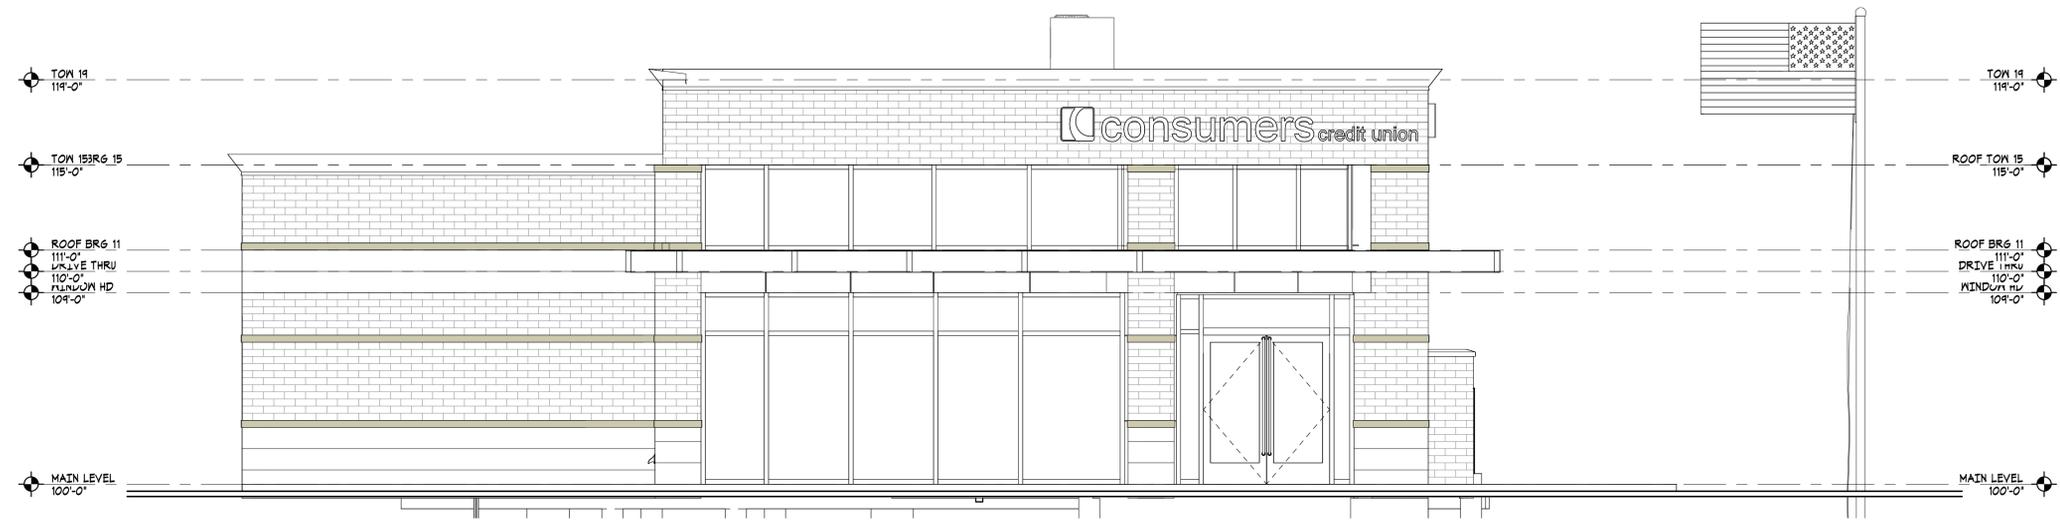 TOW 19
119'-0"
TOW 19
119'-0"
consumers credit union
TOW 15
115'-0"
ROOF TOW 15
115'-0"
ROOF BRG 11
111'-0"
ROOF BRG 11
111'-0"
DRIVE THRU
110'-0"
DRIVE THRU
110'-0"
WINDOW HD
109'-0"
WINDOW HD
109'-0"
MAIN LEVEL
100'-0"
MAIN LEVEL
100'-0"